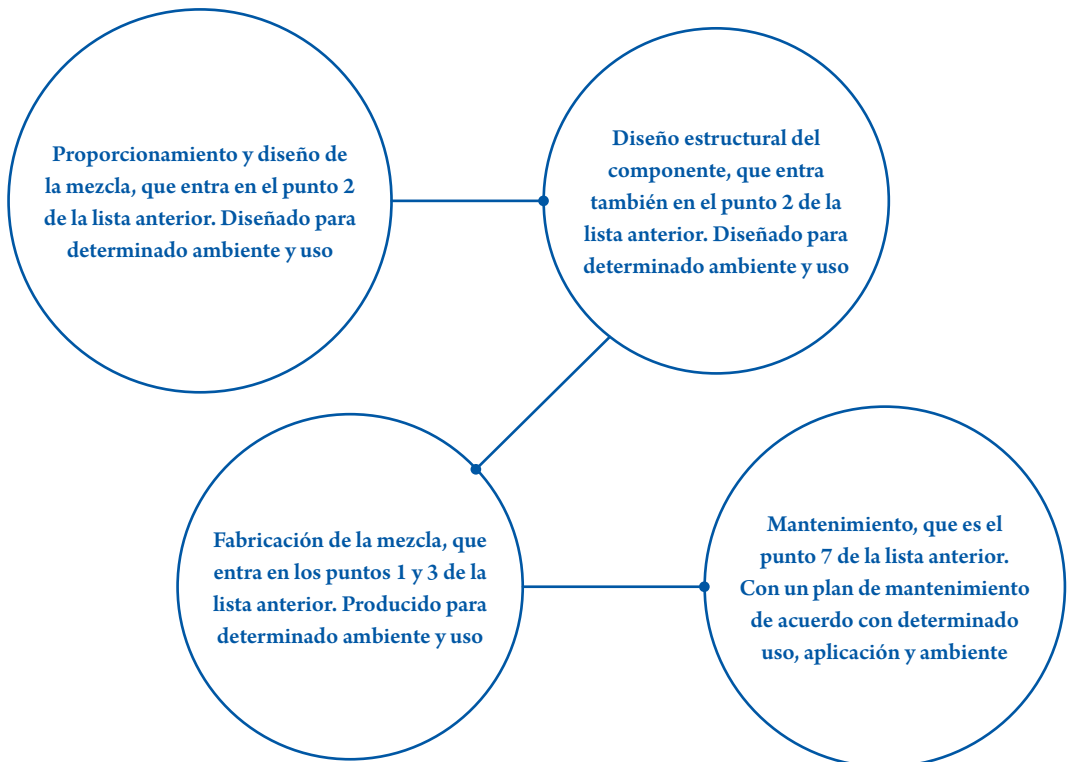 Proporcionamiento y diseño de
la mezcla, que entra en el punto 2
de la lista anterior. Diseñado para
determinado ambiente y uso
Diseño estructural del
componente, que entra
también en el punto 2 de la
lista anterior. Diseñado para
determinado ambiente y uso
Fabricación de la mezcla, que
entra en los puntos 1 y 3 de la
lista anterior. Producido para
determinado ambiente y uso
Mantenimiento, que es el
punto 7 de la lista anterior.
Con un plan de mantenimiento
de acuerdo con determinado
uso, aplicación y ambiente